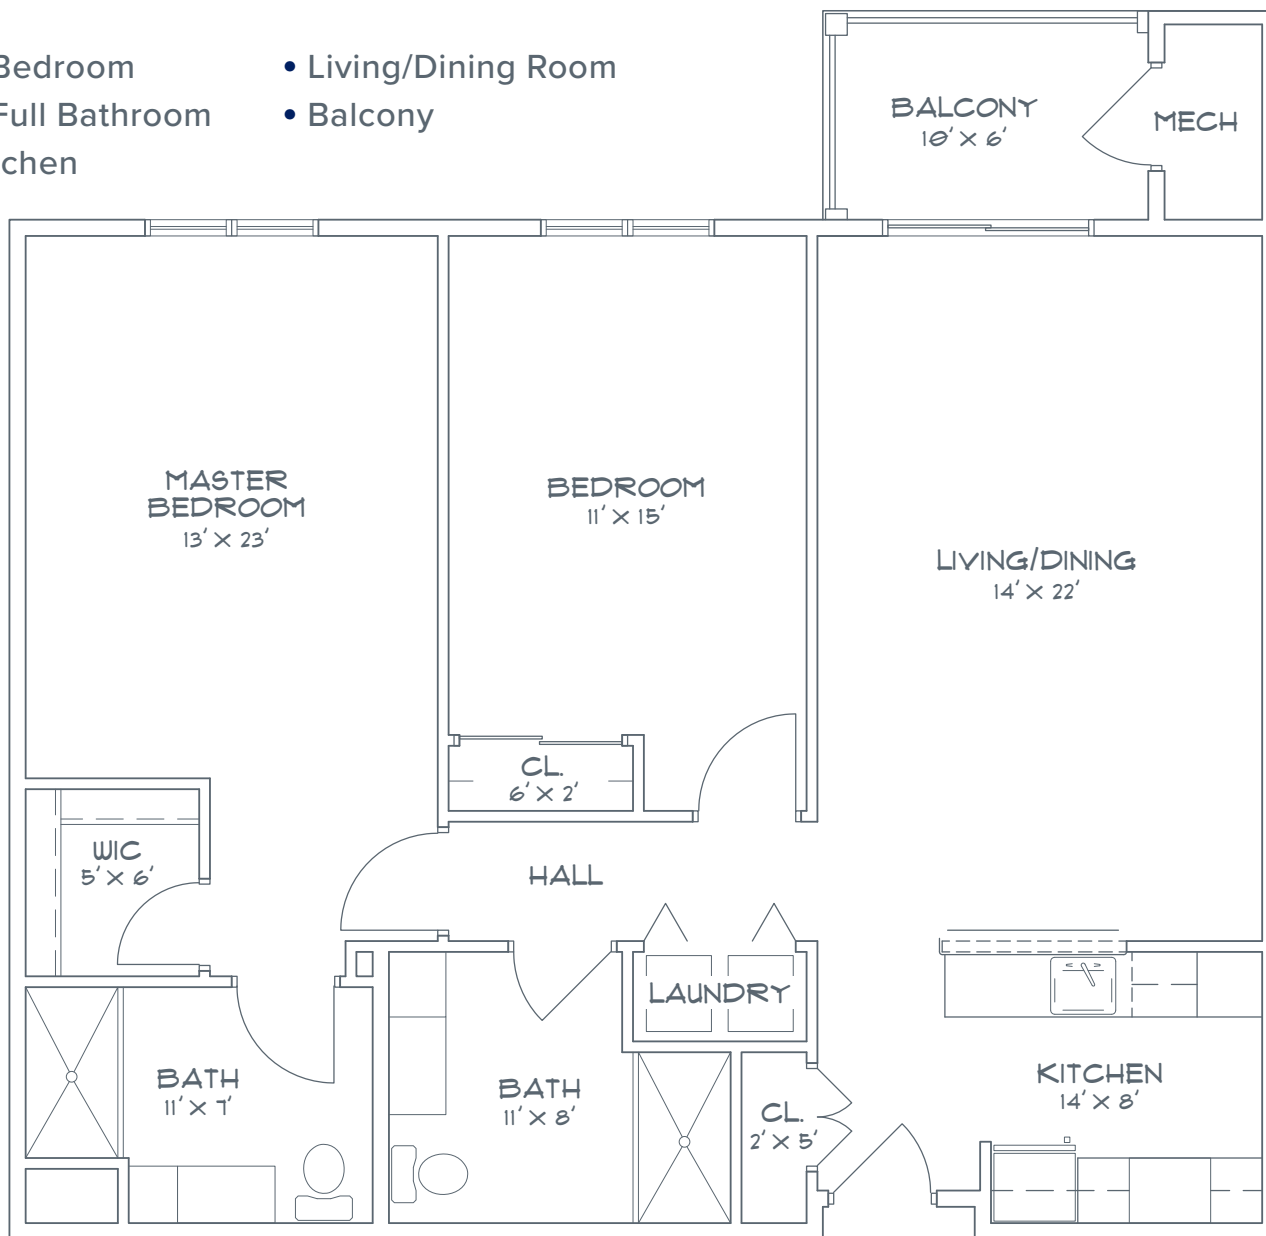 Bedroom
Full Bathroom
chen
• Living/Dining Room
• Balcony
BALCONY
10' X 6'
MECH
MASTER
BEDROOM
13' X 23'
BEDROOM
11' X 15'
LIVING/DINING
14' X 22'
CL.
6' X 2'
WIC
5' X 6'
HALL
LAUNDRY
BATH
11' X 7'
BATH
11' X 8'
CL.
2' X 5'
KITCHEN
14' X 8'